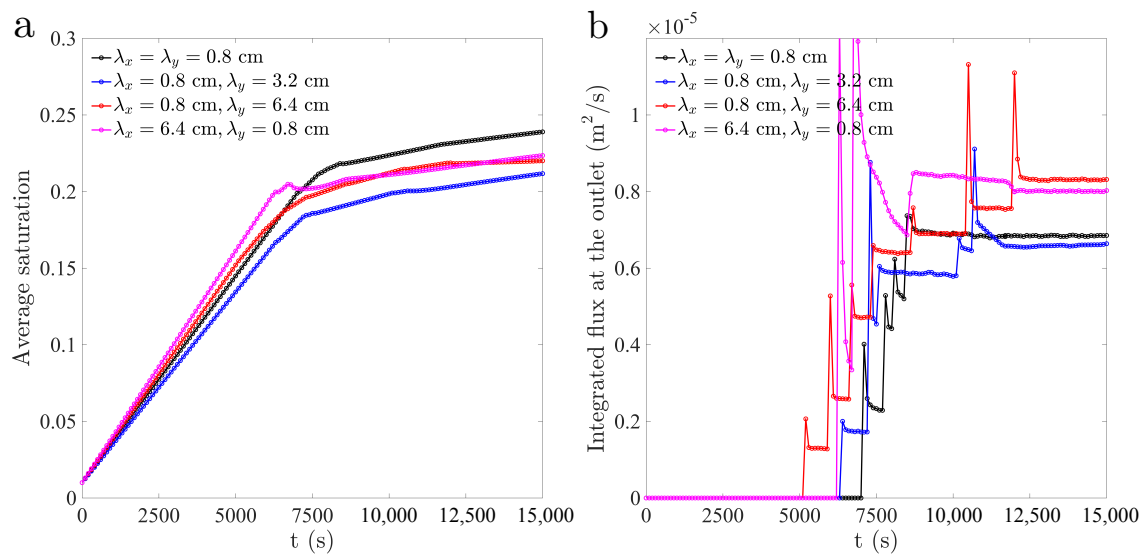 a
Average saturation
0.3
0.25
0.2
0.15
0.1
0.05
0
λx = λy = 0.8 cm
λx = 0.8 cm, λy = 3.2 cm
λx = 0.8 cm, λy = 6.4 cm
λx = 6.4 cm, λy = 0.8 cm
0 2500 5000 7500 10,000 12,500 15,000
t (s)
b
×10^-5
Integrated flux at the outlet (m²/s)
1
0.8
0.6
0.4
0.2
0
λx = λy = 0.8 cm
λx = 0.8 cm, λy = 3.2 cm
λx = 0.8 cm, λy = 6.4 cm
λx = 6.4 cm, λy = 0.8 cm
0 2500 5000 7500 10,000 12,500 15,000
t (s)